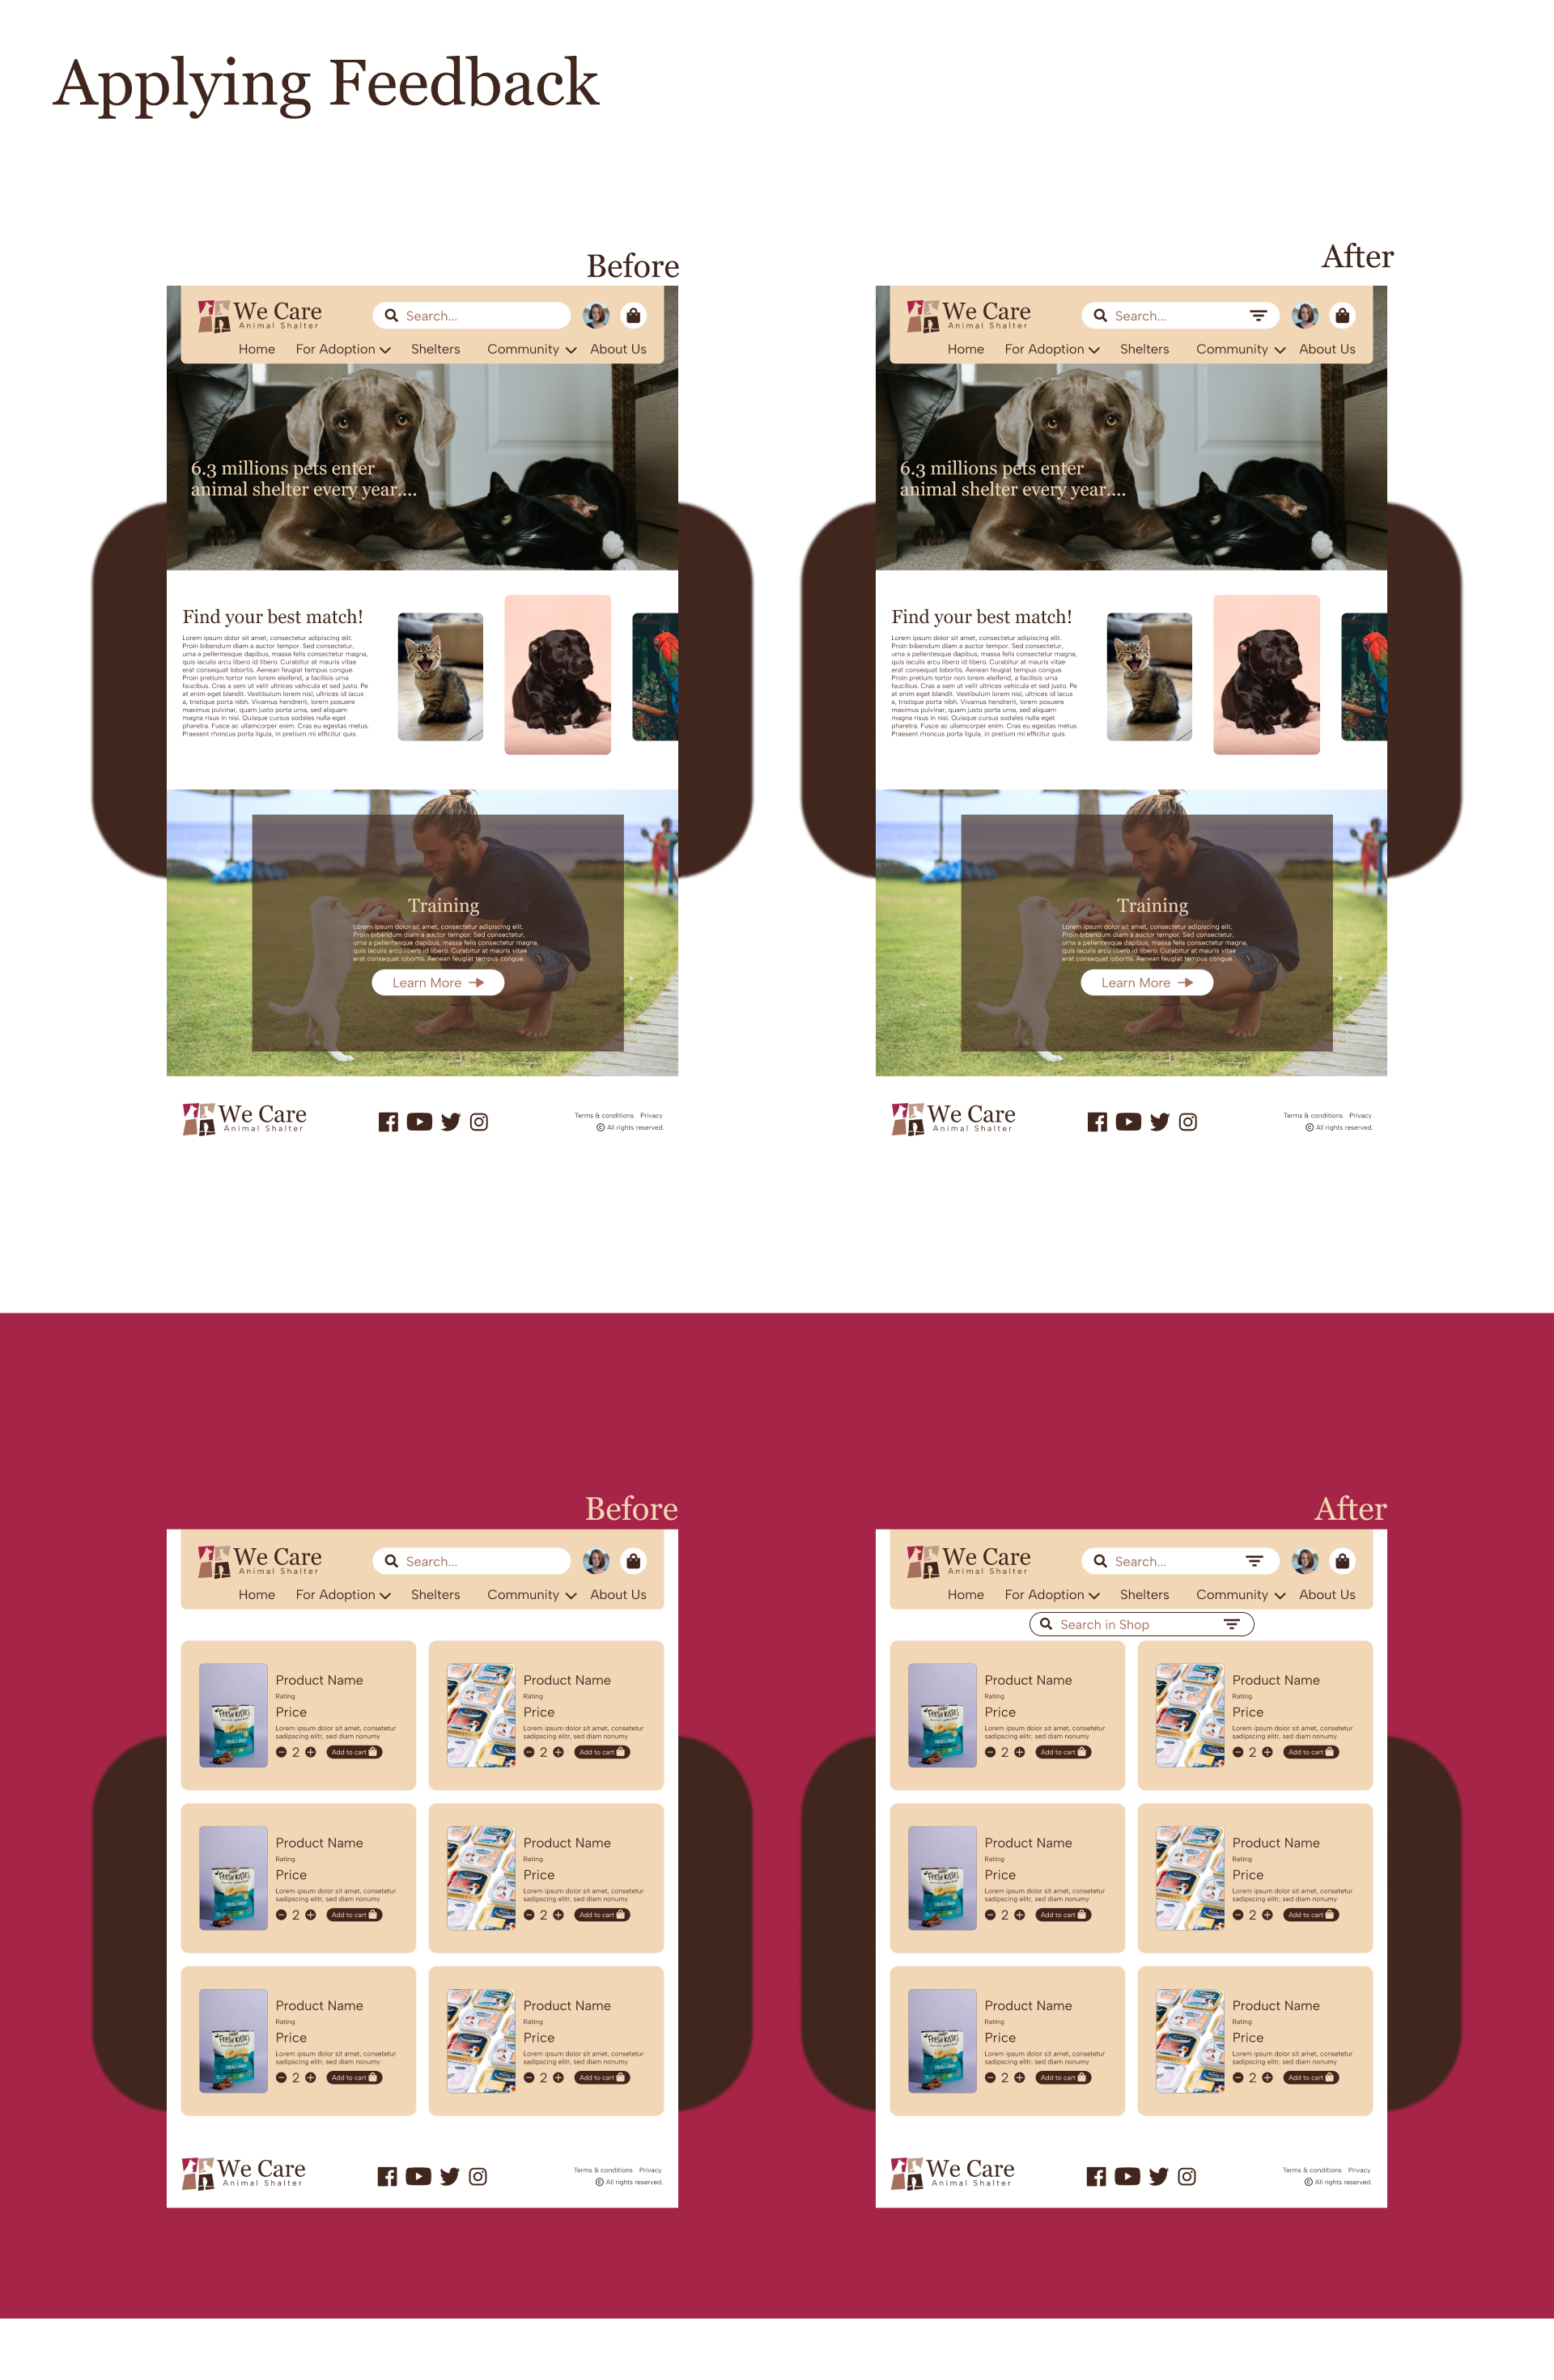 Applying Feedback
Before
We Care
Animal Shalter
Search...
Home For Adoption Shelters Community About Us
6.3 millions pets enter
animal shelter every year....
Find your best match!
Lorem ipsum dolor sit amet, consectetur adipiscing elit.
Proin bibendum diam a auctor tempor. Sed consectetur,
urna a pellentesque dapibus, massa felis consectetur magna,
quis iaculis arcu libero id libero. Curabitur at mauris vitae
erat consequat lobortis. Aenean feugiat tempus congue.
Proin pretium tortor non lorem eleifend, a facilisis urna
faucibus. Cras a sem ut velit ultrices vehicula et sed justo. Pe
at enim eget blandit. Vestibulum lorem nisl, ultrices id lacus
a, tristique porta nibh. Vivamus hendrerit, lorem posuere
maximus pulvinar, quam justo porta urna, sed aliquam
magna risus in nisi. Quisque cursus sodales nulla eget
pharetra. Fusce ac ullamcorper enim. Cras eu egestas metus.
Praesent rhoncus porta ligula, in pretium mi efficitur quis.
Training
Lorem ipsum dolor sit amet, consectetur adipiscing elit.
Proin bibendum diam a auctor tempor. Sed consectetur,
urna a pellentesque dapibus, massa felis consectetur magna,
quis iaculis arcu libero id libero. Curabitur at mauris vitae
erat consequat lobortis. Aenean feugiat tempus congue.
Learn More
We Care
Animal Shalter
Terms & conditions Privacy
© All rights reserved.
After
We Care
Animal Shalter
Search...
Home For Adoption Shelters Community About Us
6.3 millions pets enter
animal shelter every year....
Find your best match!
Lorem ipsum dolor sit amet, consectetur adipiscing elit.
Proin bibendum diam a auctor tempor. Sed consectetur,
urna a pellentesque dapibus, massa felis consectetur magna,
quis iaculis arcu libero id libero. Curabitur at mauris vitae
erat consequat lobortis. Aenean feugiat tempus congue.
Proin pretium tortor non lorem eleifend, a facilisis urna
faucibus. Cras a sem ut velit ultrices vehicula et sed justo. Pe
at enim eget blandit. Vestibulum lorem nisl, ultrices id lacus
a, tristique porta nibh. Vivamus hendrerit, lorem posuere
maximus pulvinar, quam justo porta urna, sed aliquam
magna risus in nisi. Quisque cursus sodales nulla eget
pharetra. Fusce ac ullamcorper enim. Cras eu egestas metus.
Praesent rhoncus porta ligula, in pretium mi efficitur quis.
Training
Lorem ipsum dolor sit amet, consectetur adipiscing elit.
Proin bibendum diam a auctor tempor. Sed consectetur,
urna a pellentesque dapibus, massa felis consectetur magna,
quis iaculis arcu libero id libero. Curabitur at mauris vitae
erat consequat lobortis. Aenean feugiat tempus congue.
Learn More
We Care
Animal Shalter
Terms & conditions Privacy
© All rights reserved.
Before
We Care
Animal Shalter
Search...
Home For Adoption Shelters Community About Us
Fresh Kisses
Product Name
Rating
Price
Lorem ipsum dolor sit amet, consetetur
sadipscing elitr, sed diam nonumy
2 Add to cart
Product Name
Rating
Price
Lorem ipsum dolor sit amet, consetetur
sadipscing elitr, sed diam nonumy
2 Add to cart
Fresh Kisses
Product Name
Rating
Price
Lorem ipsum dolor sit amet, consetetur
sadipscing elitr, sed diam nonumy
2 Add to cart
Product Name
Rating
Price
Lorem ipsum dolor sit amet, consetetur
sadipscing elitr, sed diam nonumy
2 Add to cart
Fresh Kisses
Product Name
Rating
Price
Lorem ipsum dolor sit amet, consetetur
sadipscing elitr, sed diam nonumy
2 Add to cart
Product Name
Rating
Price
Lorem ipsum dolor sit amet, consetetur
sadipscing elitr, sed diam nonumy
2 Add to cart
We Care
Animal Shalter
Terms & conditions Privacy
© All rights reserved.
After
We Care
Animal Shalter
Search...
Home For Adoption Shelters Community About Us
Search in Shop
Fresh Kisses
Product Name
Rating
Price
Lorem ipsum dolor sit amet, consetetur
sadipscing elitr, sed diam nonumy
2 Add to cart
Product Name
Rating
Price
Lorem ipsum dolor sit amet, consetetur
sadipscing elitr, sed diam nonumy
2 Add to cart
Fresh Kisses
Product Name
Rating
Price
Lorem ipsum dolor sit amet, consetetur
sadipscing elitr, sed diam nonumy
2 Add to cart
Product Name
Rating
Price
Lorem ipsum dolor sit amet, consetetur
sadipscing elitr, sed diam nonumy
2 Add to cart
Fresh Kisses
Product Name
Rating
Price
Lorem ipsum dolor sit amet, consetetur
sadipscing elitr, sed diam nonumy
2 Add to cart
Product Name
Rating
Price
Lorem ipsum dolor sit amet, consetetur
sadipscing elitr, sed diam nonumy
2 Add to cart
We Care
Animal Shalter
Terms & conditions Privacy
© All rights reserved.